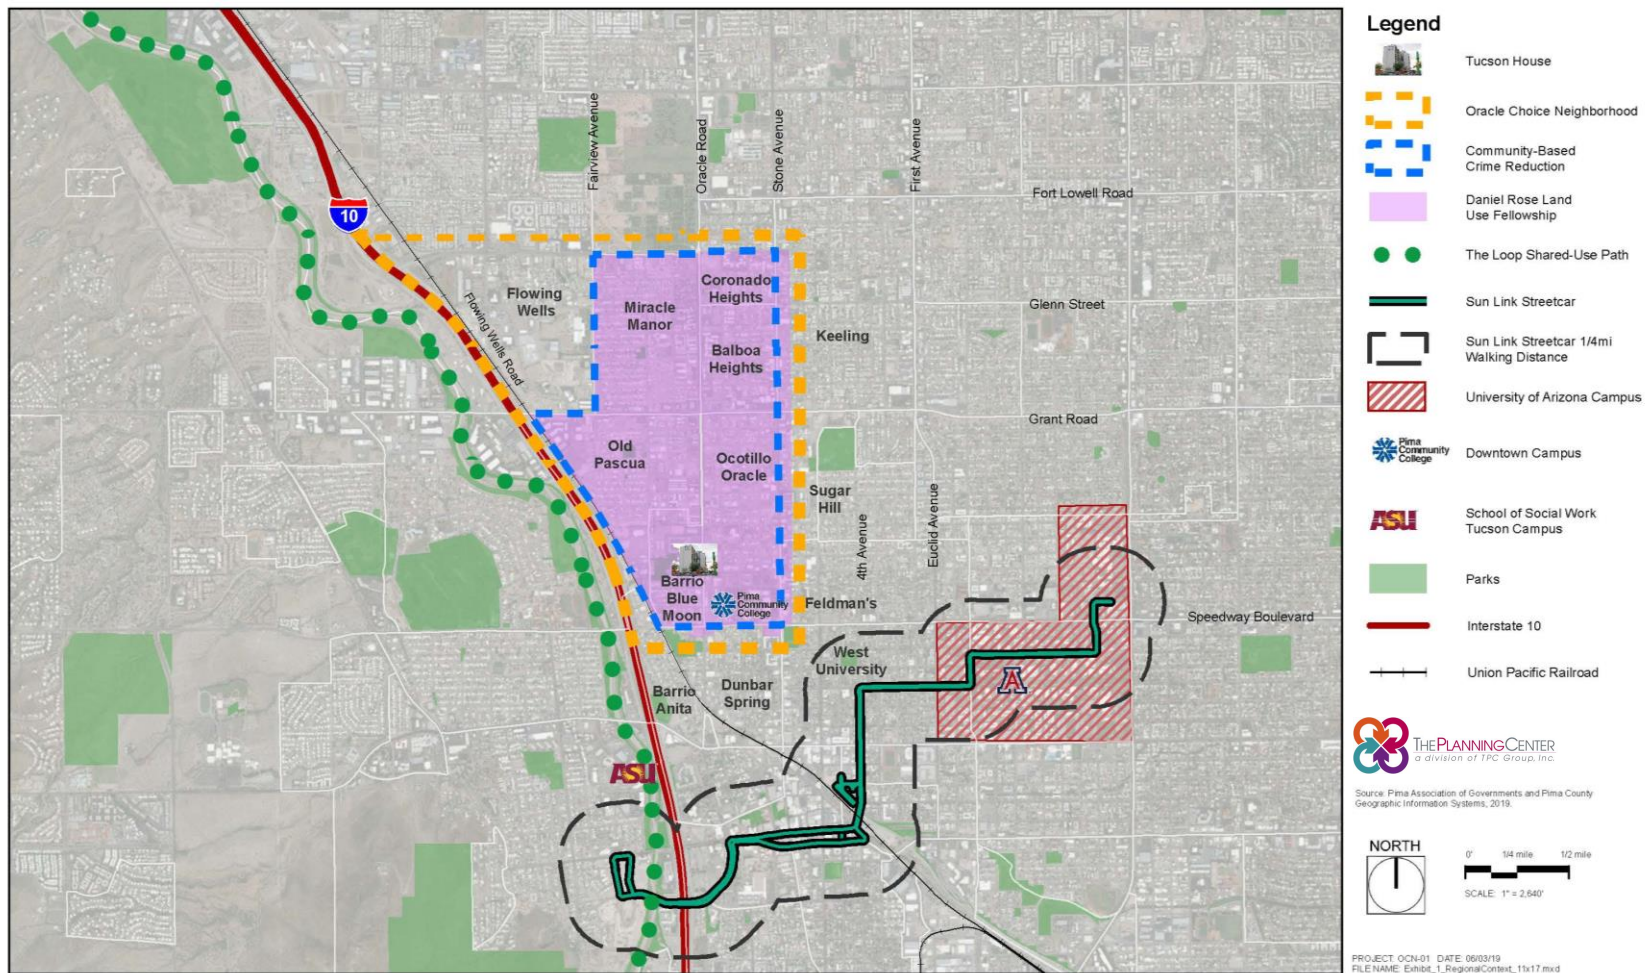 Fairview Avenue
Oracle Road
Stone Avenue
First Avenue
Fort Lowell Road
10
Flowing
Wells
Flowing Wells Road
Miracle
Manor
Coronado
Heights
Glenn Street
Keeling
Balboa
Heights
Grant Road
Old
Pascua
Ocotillo
Oracle
Sugar
Hill
4th Avenue
Euclid Avenue
Barrio
Blue
Moon
Pima
Community
College
Feldman's
Speedway Boulevard
West
University
Barrio
Anita
Dunbar
Spring
A
ASU
Legend
Tucson House
Oracle Choice Neighborhood
Community-Based
Crime Reduction
Daniel Rose Land
Use Fellowship
The Loop Shared-Use Path
Sun Link Streetcar
Sun Link Streetcar 1/4mi
Walking Distance
University of Arizona Campus
Pima
Community
College
Downtown Campus
ASU
School of Social Work
Tucson Campus
Parks
Interstate 10
Union Pacific Railroad
THE PLANNING CENTER
a division of TPC Group, Inc.
Source: Pima Association of Governments and Pima County
Geographic Information Systems, 2019.
NORTH
0' 1/4 mile 1/2 mile
SCALE: 1" = 2,640'
PROJECT: OCN-01 DATE: 06/03/19
FILE NAME: Exhibit_1_RegionalContext_11x17.mxd